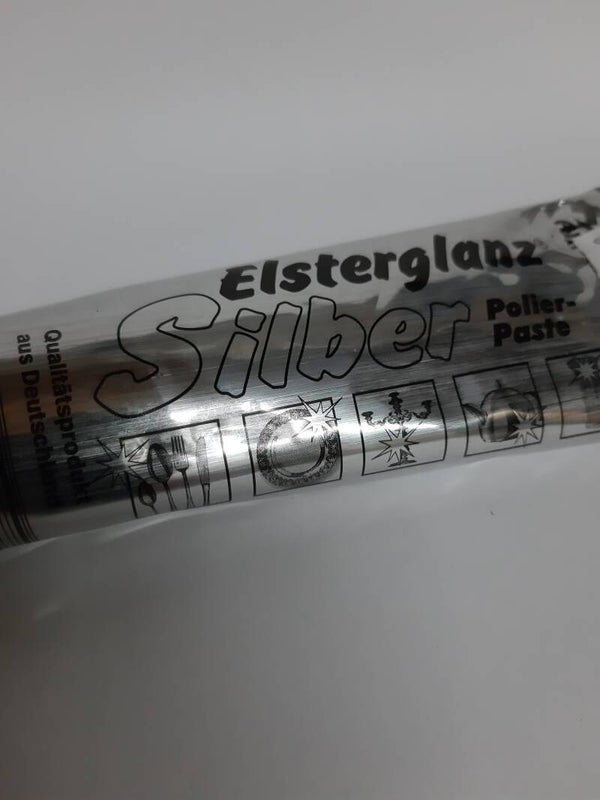 Elsterglanz
Silber
Polier-
Paste
Qualitätsprodukt
aus Deutschland